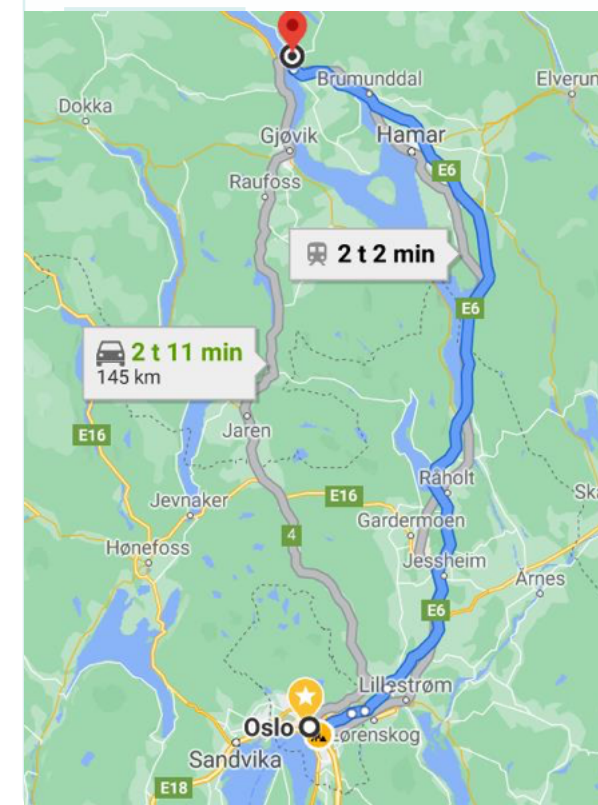 Brumunddal
Elverum
Dokka
Gjøvik
Hamar
E6
Raufoss
2 t 2 min
E6
2 t 11 min
145 km
Jaren
E16
Råholt
Jevnaker
E16
Gardermoen
4
Hønefoss
Jessheim
Årnes
E6
Lillestrøm
Oslo
Lørenskog
Sandvika
E18